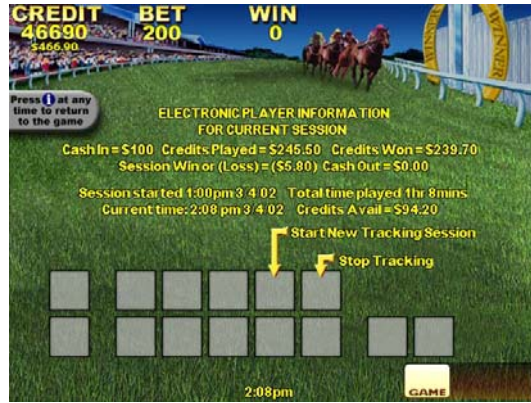 CREDIT BET WIN
46690 200 0
$466.90
WINNER WINNER
Press i at any
time to return
to the game
ELECTRONIC PLAYER INFORMATION
FOR CURRENT SESSION
Cash In = $100 Credits Played = $245.50 Credits Won = $239.70
Session Win or (Loss) = ($5.80) Cash Out = $0.00
Session started 1:00pm 3/4/02 Total time played 1hr 8mins
Current time: 2:08 pm 3/4/02 Credits Avail = $94.20
Start New Tracking Session
Stop Tracking
2:08pm
GAME